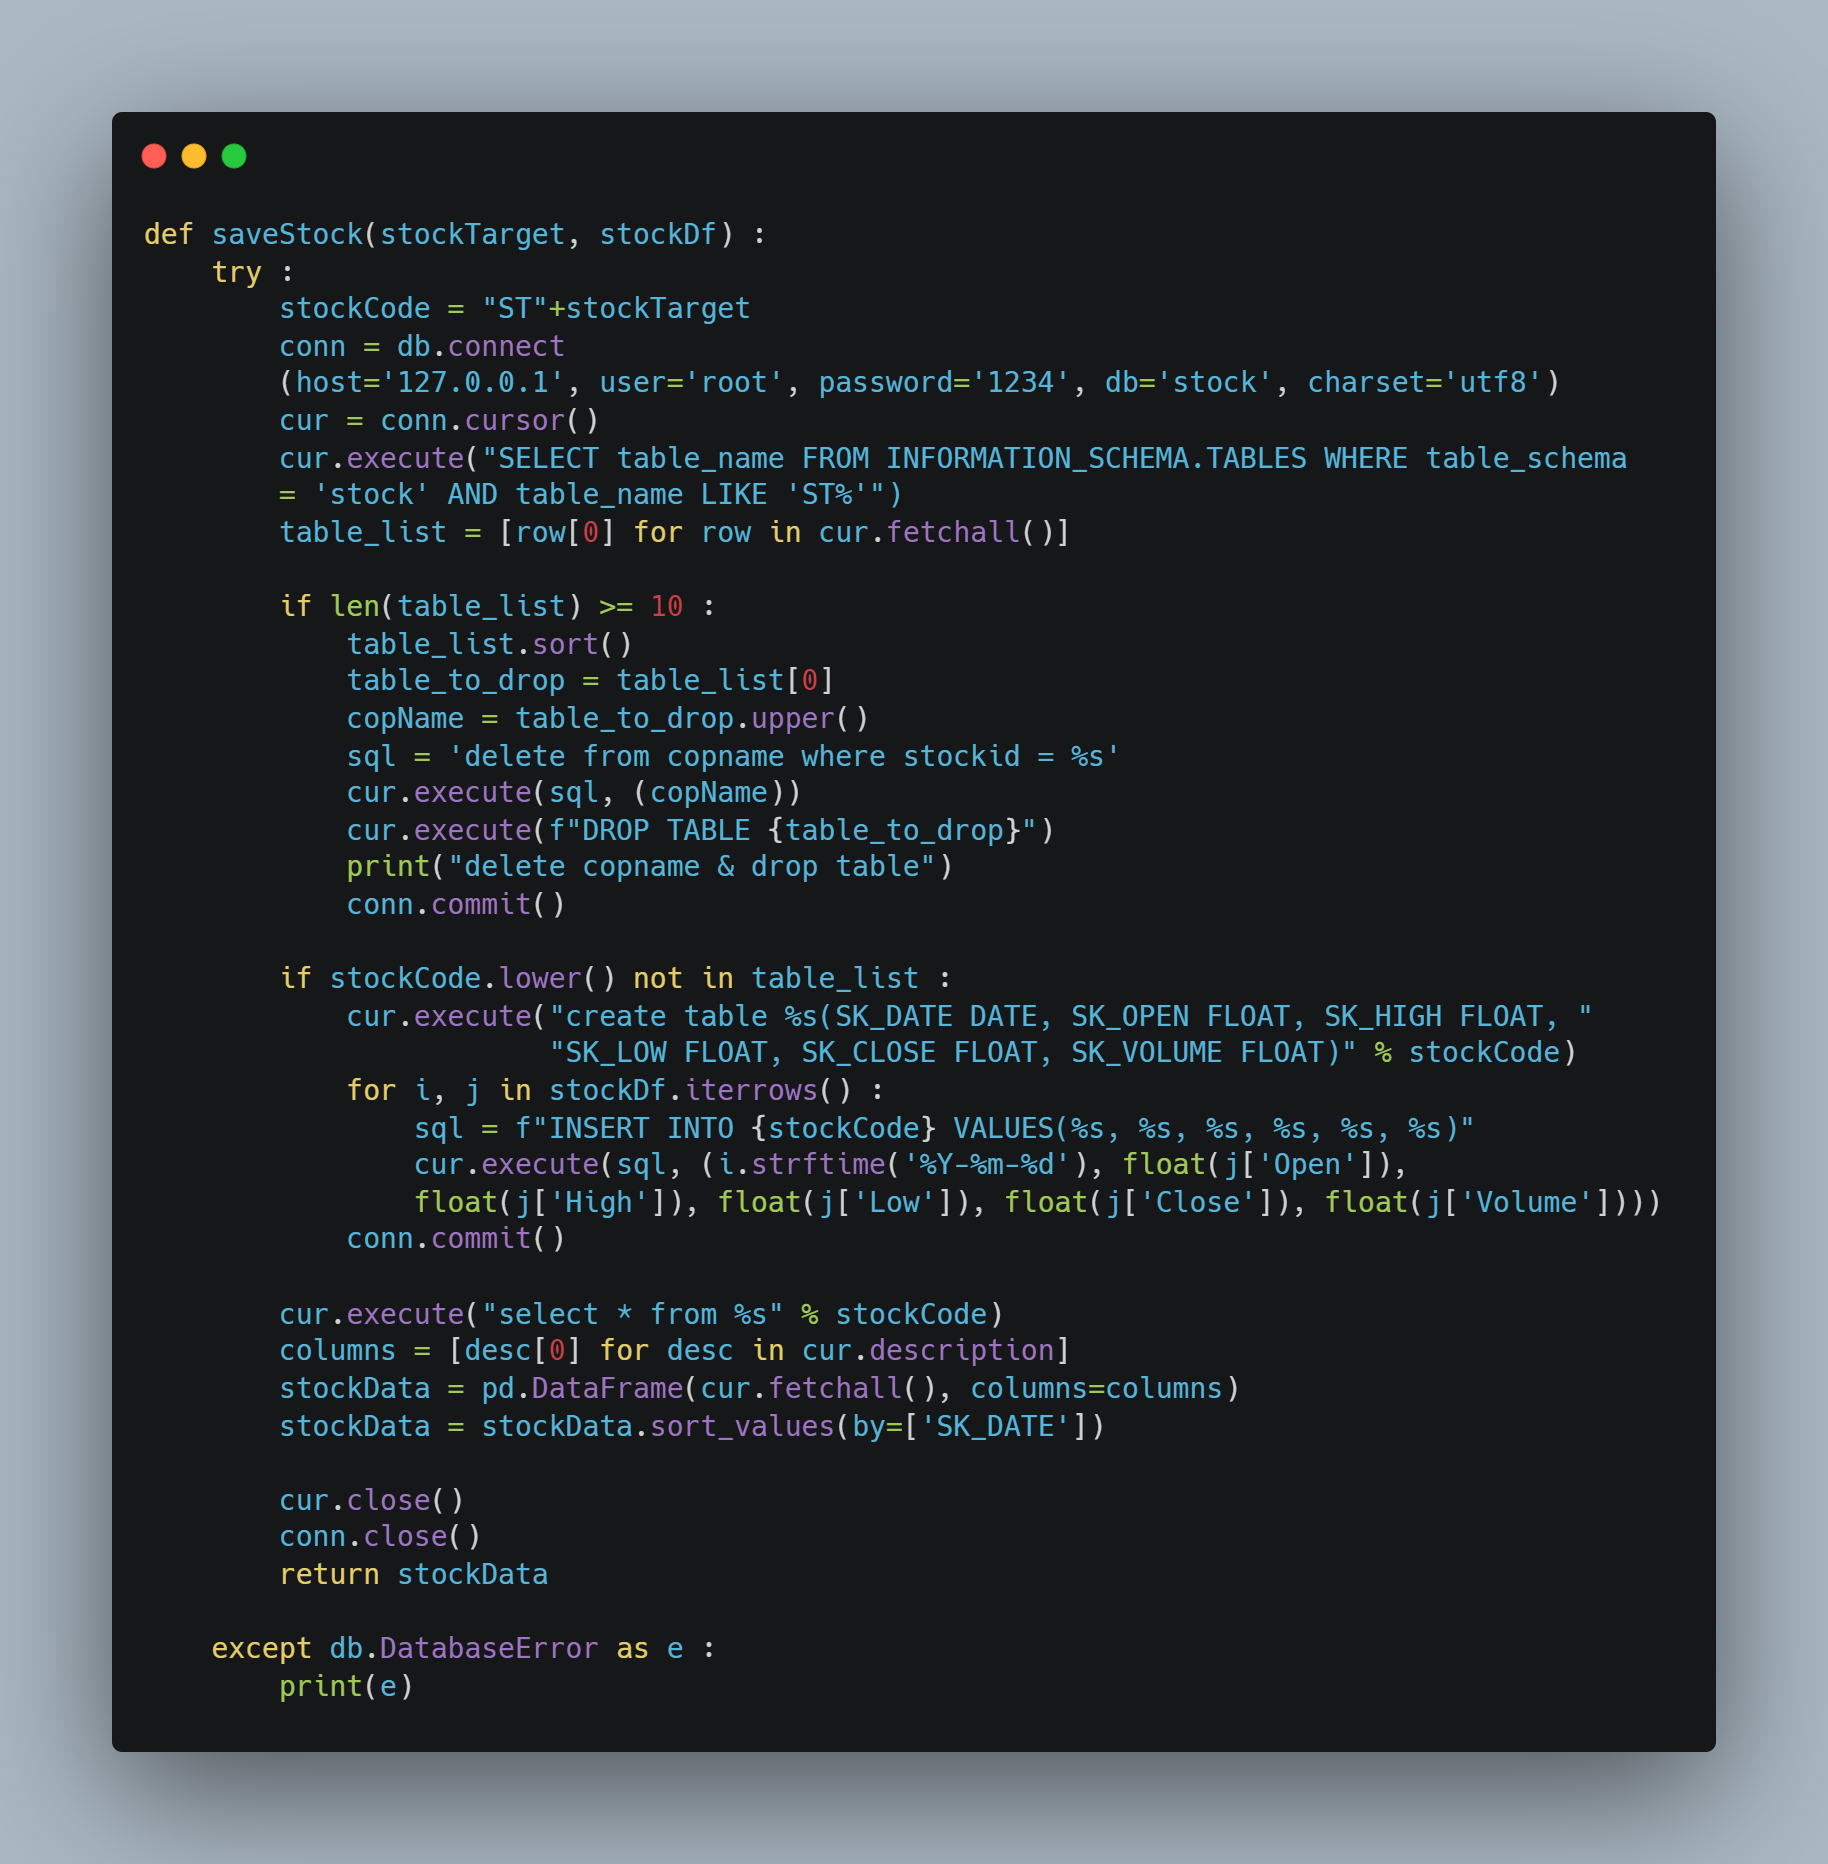 def saveStock(stockTarget, stockDf) :
    try :
        stockCode = "ST"+stockTarget
        conn = db.connect
        (host='127.0.0.1', user='root', password='1234', db='stock', charset='utf8')
        cur = conn.cursor()
        cur.execute("SELECT table_name FROM INFORMATION_SCHEMA.TABLES WHERE table_schema
        = 'stock' AND table_name LIKE 'ST%'")
        table_list = [row[0] for row in cur.fetchall()]

        if len(table_list) >= 10 :
            table_list.sort()
            table_to_drop = table_list[0]
            copName = table_to_drop.upper()
            sql = 'delete from copname where stockid = %s'
            cur.execute(sql, (copName))
            cur.execute(f"DROP TABLE {table_to_drop}")
            print("delete copname & drop table")
            conn.commit()

        if stockCode.lower() not in table_list :
            cur.execute("create table %s(SK_DATE DATE, SK_OPEN FLOAT, SK_HIGH FLOAT, "
                        "SK_LOW FLOAT, SK_CLOSE FLOAT, SK_VOLUME FLOAT)" % stockCode)
            for i, j in stockDf.iterrows() :
                sql = f"INSERT INTO {stockCode} VALUES(%s, %s, %s, %s, %s, %s)"
                cur.execute(sql, (i.strftime('%Y-%m-%d'), float(j['Open']),
                float(j['High']), float(j['Low']), float(j['Close']), float(j['Volume'])))
            conn.commit()

        cur.execute("select * from %s" % stockCode)
        columns = [desc[0] for desc in cur.description]
        stockData = pd.DataFrame(cur.fetchall(), columns=columns)
        stockData = stockData.sort_values(by=['SK_DATE'])

        cur.close()
        conn.close()
        return stockData

    except db.DatabaseError as e :
        print(e)